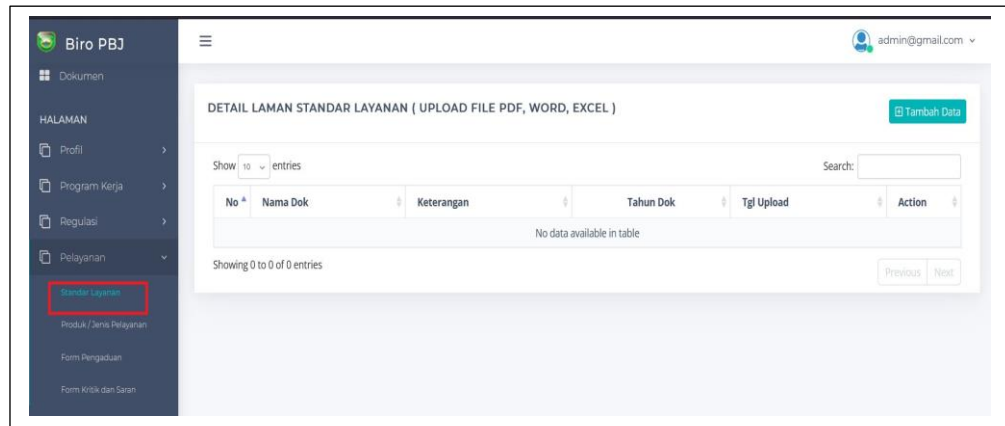 Biro PBJ
admin@gmail.com
Dokumen
HALAMAN
Profil
Program Kerja
Regulasi
Pelayanan
Standar Layanan
Produk/Jenis Pelayanan
Form Pengaduan
Form Kritik dan Saran
DETAIL LAMAN STANDAR LAYANAN ( UPLOAD FILE PDF, WORD, EXCEL )
Tambah Data
Show 10 entries
Search:
No Nama Dok Keterangan Tahun Dok Tgl Upload Action
No data available in table
Showing 0 to 0 of 0 entries
Previous Next